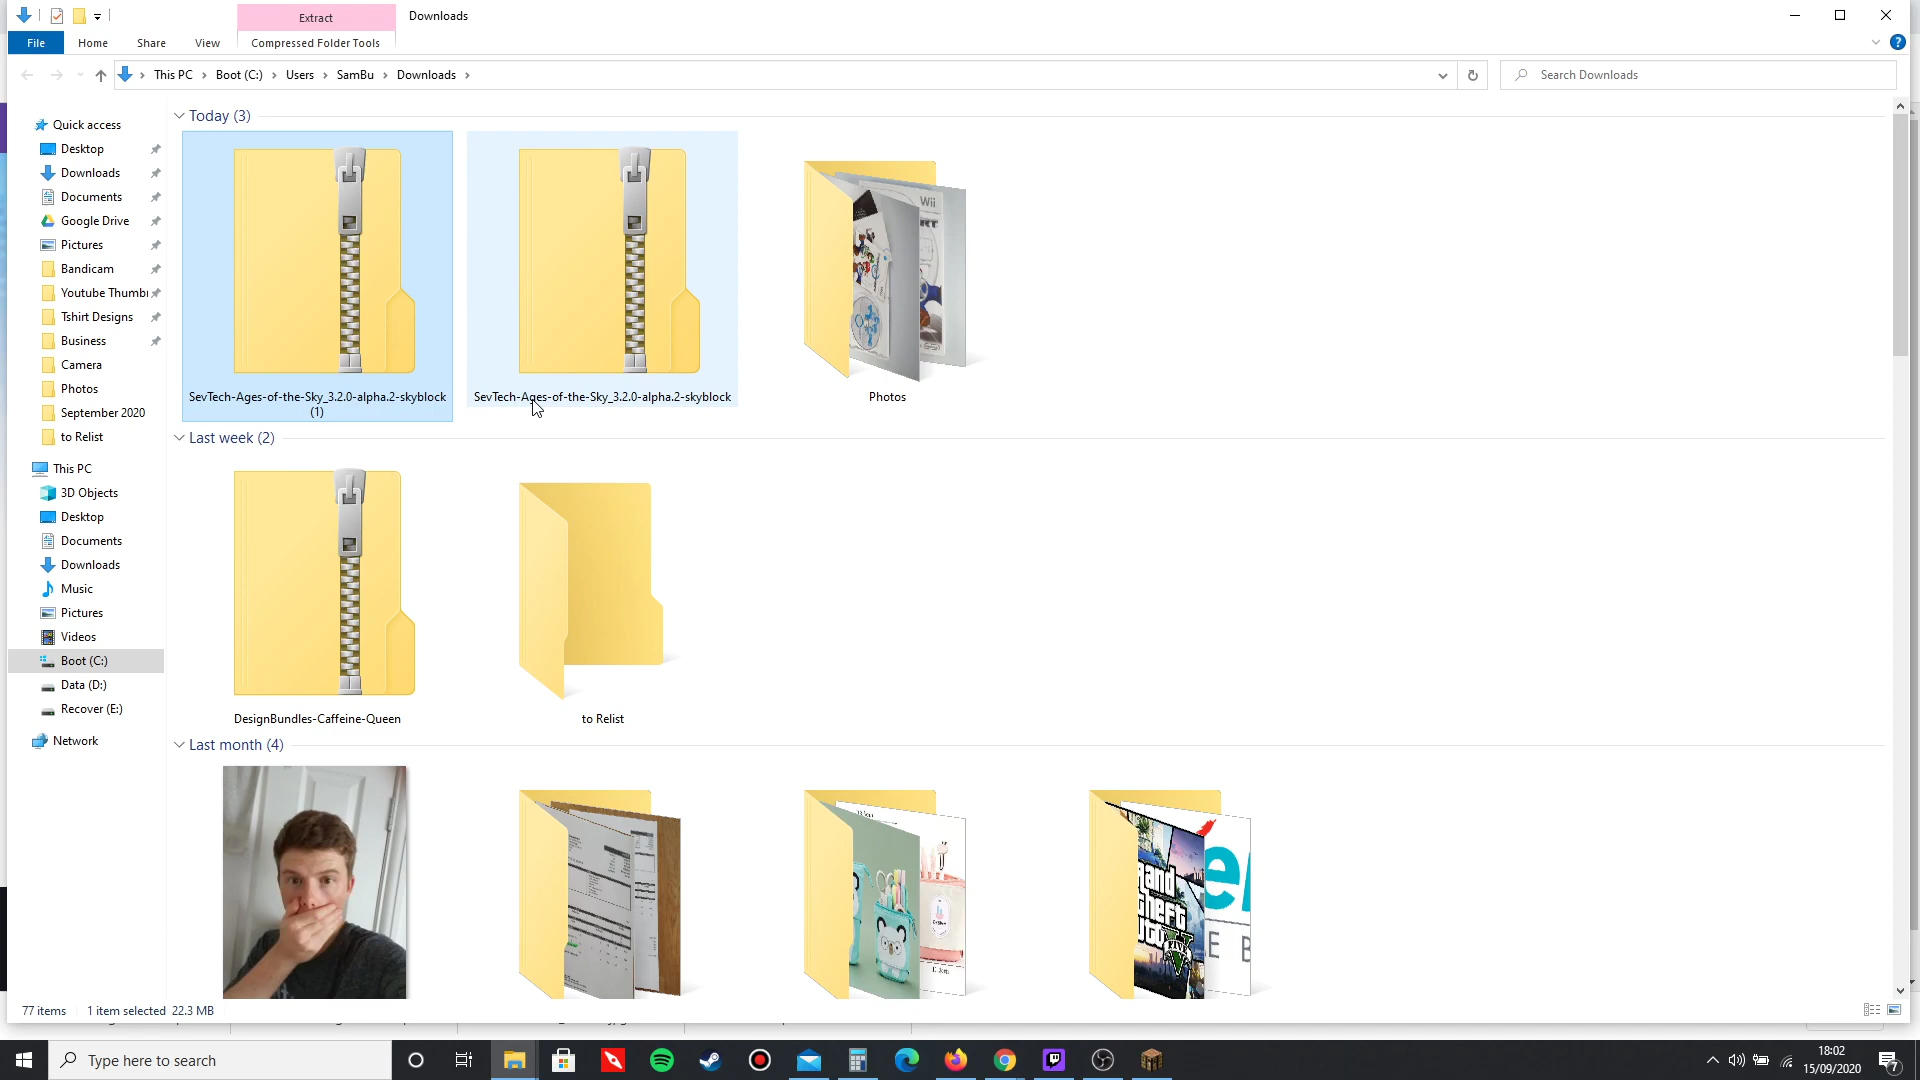 Extract
Downloads
File
Home
Share
View
Compressed Folder Tools
This PC
Boot (C:)
Users
SamBu
Downloads
Search Downloads
Quick access
Desktop
Downloads
Documents
Google Drive
Pictures
Bandicam
Youtube Thumb
Tshirt Designs
Business
Camera
Photos
September 2020
to Relist
This PC
3D Objects
Desktop
Documents
Downloads
Music
Pictures
Videos
Boot (C:)
Data (D:)
Recover (E:)
Network
Today (3)
Wii
SevTech-Ages-of-the-Sky_3.2.0-alpha.2-skyblock
(1)
SevTech-Ages-of-the-Sky_3.2.0-alpha.2-skyblock
Photos
Last week (2)
DesignBundles-Caffeine-Queen
to Relist
Last month (4)
77 items
1 item selected 22.3 MB
Type here to search
18:02
15/09/2020
7